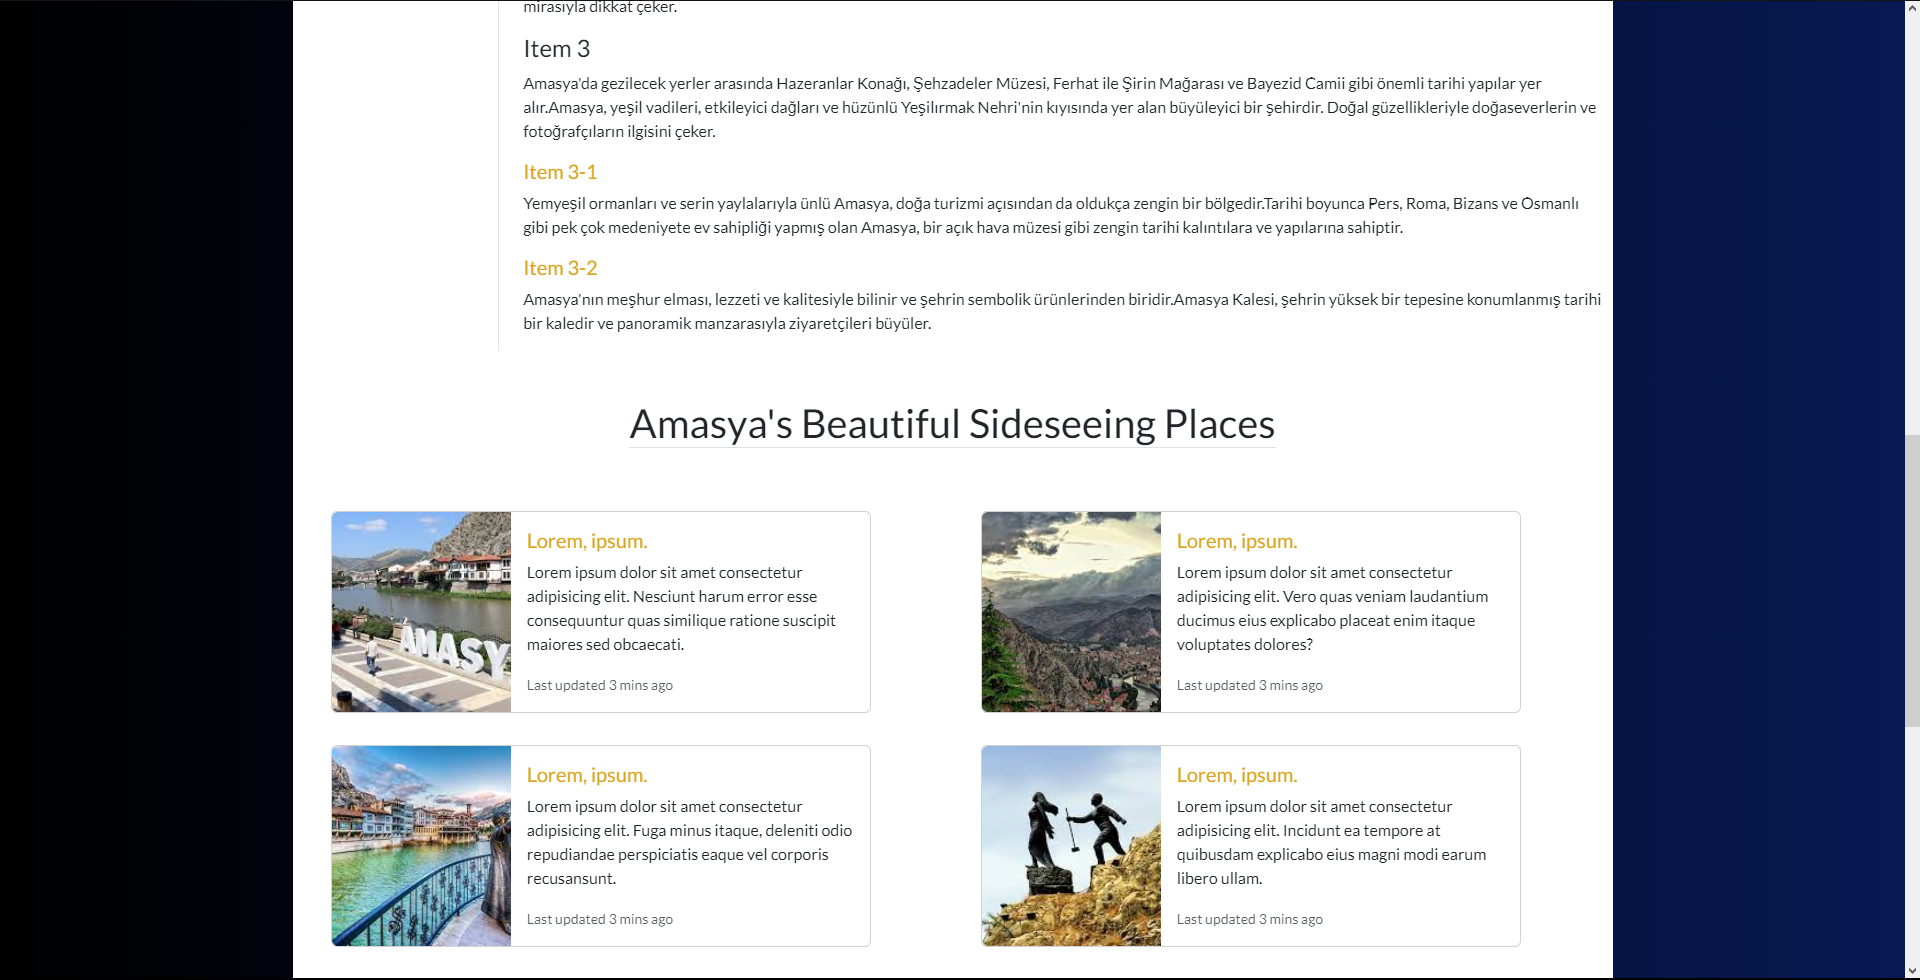 mirasıyla dikkat çeker.
Item 3
Amasya'da gezilecek yerler arasında Hazeranlar Konağı, Şehzadeler Müzesi, Ferhat ile Şirin Mağarası ve Bayezid Camii gibi önemli tarihi yapılar yer
alır.Amasya, yeşil vadileri, etkileyici dağları ve hüzünlü Yeşilırmak Nehri'nin kıyısında yer alan büyüleyici bir şehirdir. Doğal güzellikleriyle doğaseverlerin ve
fotoğrafçıların ilgisini çeker.
Item 3-1
Yemyeşil ormanları ve serin yaylalarıyla ünlü Amasya, doğa turizmi açısından da oldukça zengin bir bölgedir.Tarihi boyunca Pers, Roma, Bizans ve Osmanlı
gibi pek çok medeniyete ev sahipliği yapmış olan Amasya, bir açık hava müzesi gibi zengin tarihi kalıntılara ve yapılarına sahiptir.
Item 3-2
Amasya'nın meşhur elması, lezzeti ve kalitesiyle bilinir ve şehrin sembolik ürünlerinden biridir.Amasya Kalesi, şehrin yüksek bir tepesine konumlanmış tarihi
bir kaledir ve panoramik manzarasıyla ziyaretçileri büyüler.
Amasya's Beautiful Sideseeing Places
AMASY
Lorem, ipsum.
Lorem ipsum dolor sit amet consectetur
adipisicing elit. Nesciunt harum error esse
consequuntur quas similique ratione suscipit
maiores sed obcaecati.
Last updated 3 mins ago
Lorem, ipsum.
Lorem ipsum dolor sit amet consectetur
adipisicing elit. Vero quas veniam laudantium
ducimus eius explicabo placeat enim itaque
voluptates dolores?
Last updated 3 mins ago
Lorem, ipsum.
Lorem ipsum dolor sit amet consectetur
adipisicing elit. Fuga minus itaque, deleniti odio
repudiandae perspiciatis eaque vel corporis
recusansunt.
Last updated 3 mins ago
Lorem, ipsum.
Lorem ipsum dolor sit amet consectetur
adipisicing elit. Incidunt ea tempore at
quibusdam explicabo eius magni modi earum
libero ullam.
Last updated 3 mins ago